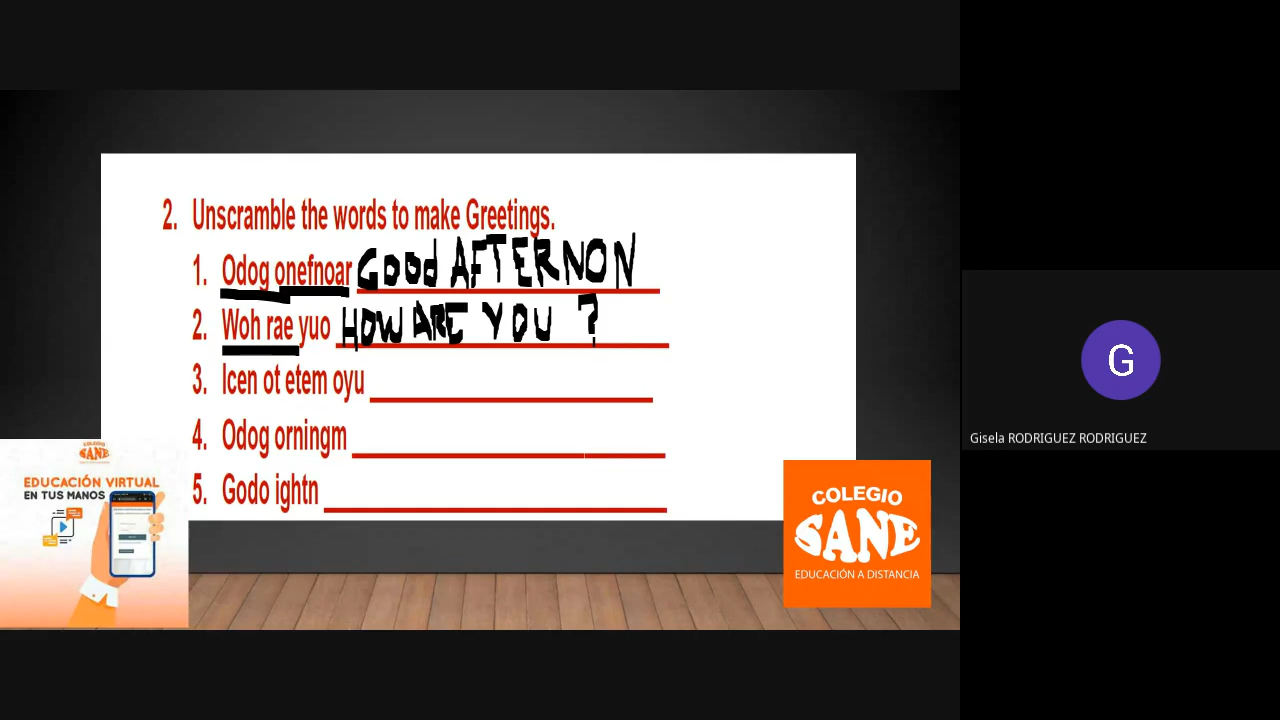 2. Unscramble the words to make Greetings.
1. Odog onefnoar GOOD AFTERNON
2. Woh rae yuo HOW ARE YOU ?
3. Icen ot etem oyu
4. Odog orningm
5. Godo ightn
COLEGIO
SANE
EDUCACIÓN VIRTUAL
EN TUS MANOS
COLEGIO
SANE
EDUCACIÓN A DISTANCIA
G
Gisela RODRIGUEZ RODRIGUEZ